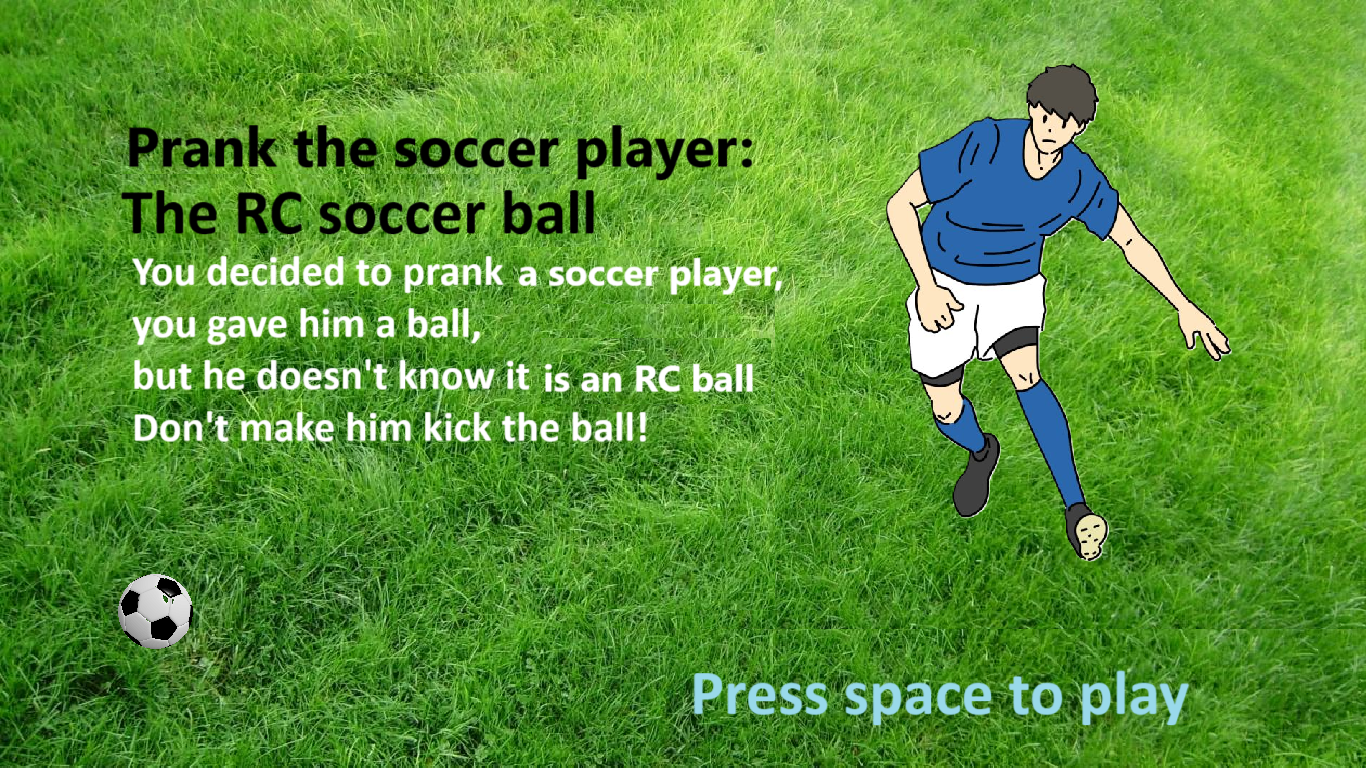 Prank the soccer player:
The RC soccer ball
You decided to prank a soccer player,
you gave him a ball,
but he doesn't know it is an RC ball
Don't make him kick the ball!
Press space to play